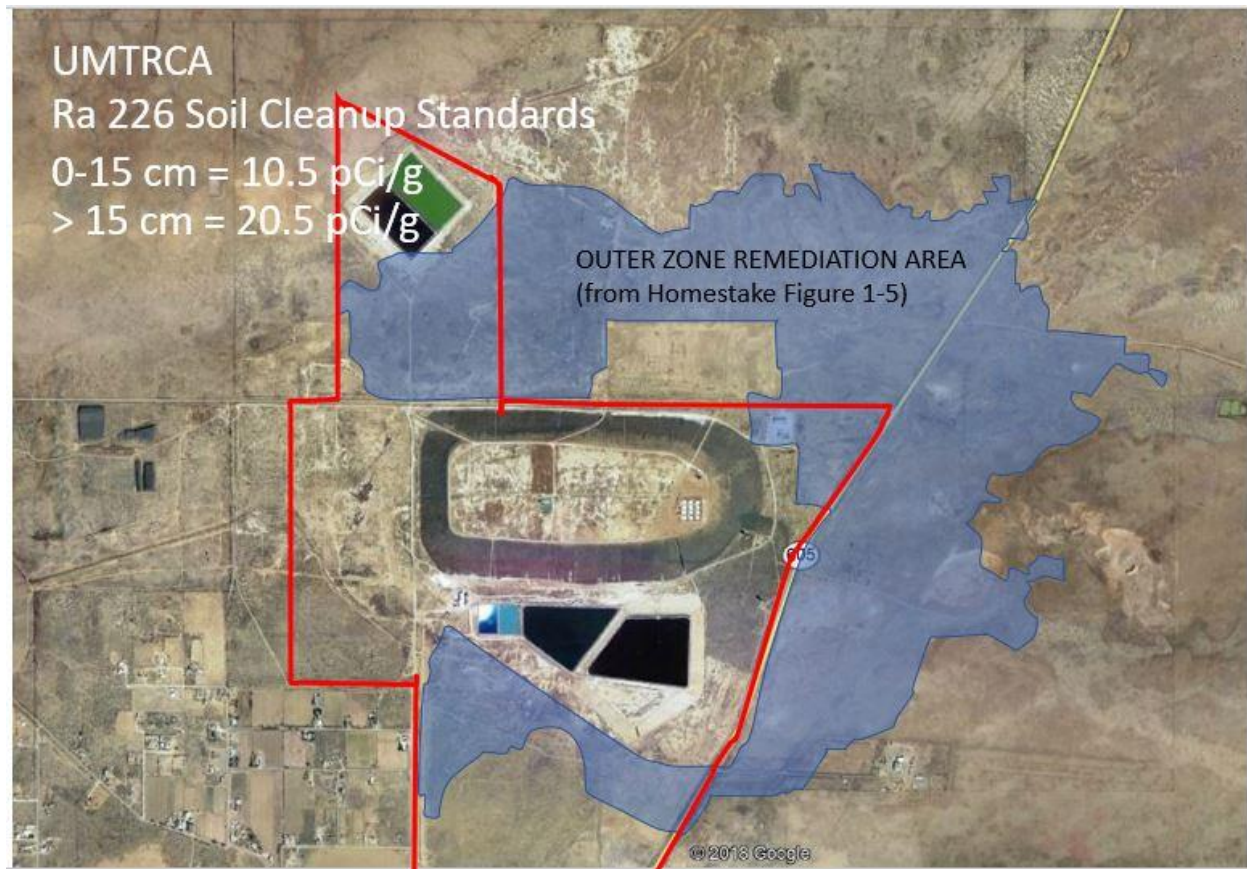 UMTRCA
Ra 226 Soil Cleanup Standards
0-15 cm = 10.5 pCi/g
> 15 cm = 20.5 pCi/g
OUTER ZONE REMEDIATION AREA
(from Homestake Figure 1-5)
605
© 2018 Google